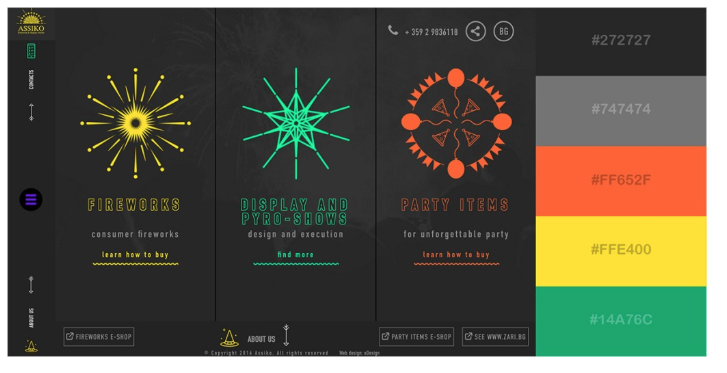 ASSIKO
CONTACTS
ABOUT US
+ 359 2 9836118
BG
FIREWORKS
consumer fireworks
learn how to buy
DISPLAY AND
PYRO-SHOWS
design and execution
find more
PARTY ITEMS
for unforgettable party
learn how to buy
FIREWORKS E-SHOP
ABOUT US
PARTY ITEMS E-SHOP
SEE WWW.ZARI.BG
© Copyright 2016 Assiko. All rights reserved Web design: eDesign
#272727
#747474
#FF652F
#FFE400
#14A76C